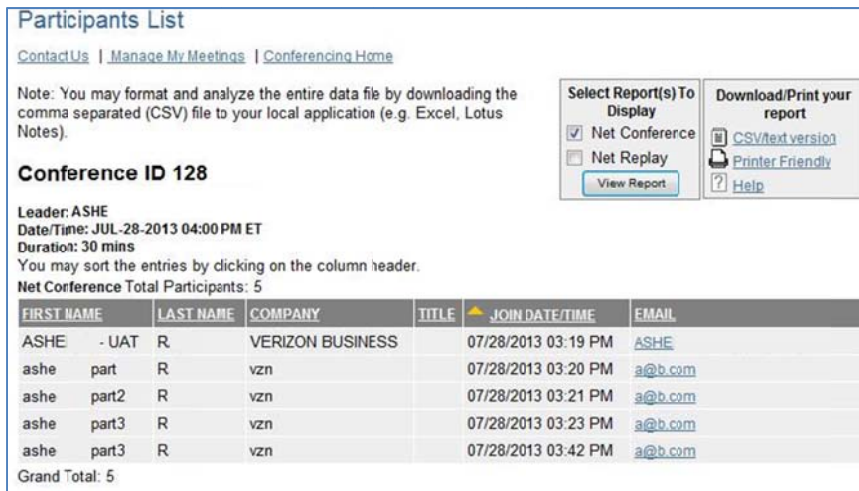 Participants List
Contact Us | Manage My Meetings | Conferencing Home
Note: You may format and analyze the entire data file by downloading the
comma separated (CSV) file to your local application (e.g. Excel, Lotus
Notes).
Select Report(s) To
Display
Net Conference
Net Replay
View Report
Download/Print your
report
CSV/text version
Printer Friendly
? Help
Conference ID 128
Leader: ASHE
Date/Time: JUL-28-2013 04:00 PM ET
Duration: 30 mins
You may sort the entries by clicking on the column header.
Net Conference Total Participants: 5
FIRST NAME LAST NAME COMPANY TITLE JOIN DATE/TIME EMAIL
ASHE - UAT R VERIZON BUSINESS 07/28/2013 03:19 PM ASHE
ashe part R vzn 07/28/2013 03:20 PM a@b.com
ashe part2 R vzn 07/28/2013 03:21 PM a@b.com
ashe part3 R vzn 07/28/2013 03:23 PM a@b.com
ashe part3 R vzn 07/28/2013 03:42 PM a@b.com
Grand Total: 5